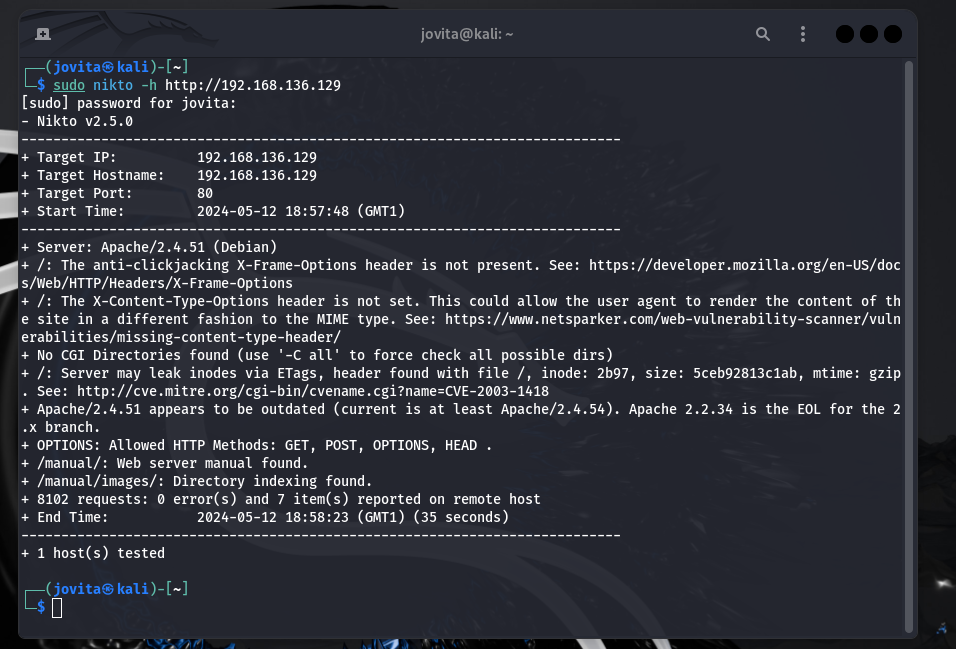 jovita@kali: ~
┌──(jovita㉿kali)-[~]
└─$ sudo nikto -h http://192.168.136.129
[sudo] password for jovita:
- Nikto v2.5.0
---------------------------------------------------------------------------
+ Target IP:          192.168.136.129
+ Target Hostname:    192.168.136.129
+ Target Port:        80
+ Start Time:         2024-05-12 18:57:48 (GMT1)
---------------------------------------------------------------------------
+ Server: Apache/2.4.51 (Debian)
+ /: The anti-clickjacking X-Frame-Options header is not present. See: https://developer.mozilla.org/en-US/doc
s/Web/HTTP/Headers/X-Frame-Options
+ /: The X-Content-Type-Options header is not set. This could allow the user agent to render the content of th
e site in a different fashion to the MIME type. See: https://www.netsparker.com/web-vulnerability-scanner/vuln
erabilities/missing-content-type-header/
+ No CGI Directories found (use '-C all' to force check all possible dirs)
+ /: Server may leak inodes via ETags, header found with file /, inode: 2b97, size: 5ceb92813c1ab, mtime: gzip
. See: http://cve.mitre.org/cgi-bin/cvename.cgi?name=CVE-2003-1418
+ Apache/2.4.51 appears to be outdated (current is at least Apache/2.4.54). Apache 2.2.34 is the EOL for the 2
.x branch.
+ OPTIONS: Allowed HTTP Methods: GET, POST, OPTIONS, HEAD .
+ /manual/: Web server manual found.
+ /manual/images/: Directory indexing found.
+ 8102 requests: 0 error(s) and 7 item(s) reported on remote host
+ End Time:           2024-05-12 18:58:23 (GMT1) (35 seconds)
---------------------------------------------------------------------------
+ 1 host(s) tested
┌──(jovita㉿kali)-[~]
└─$